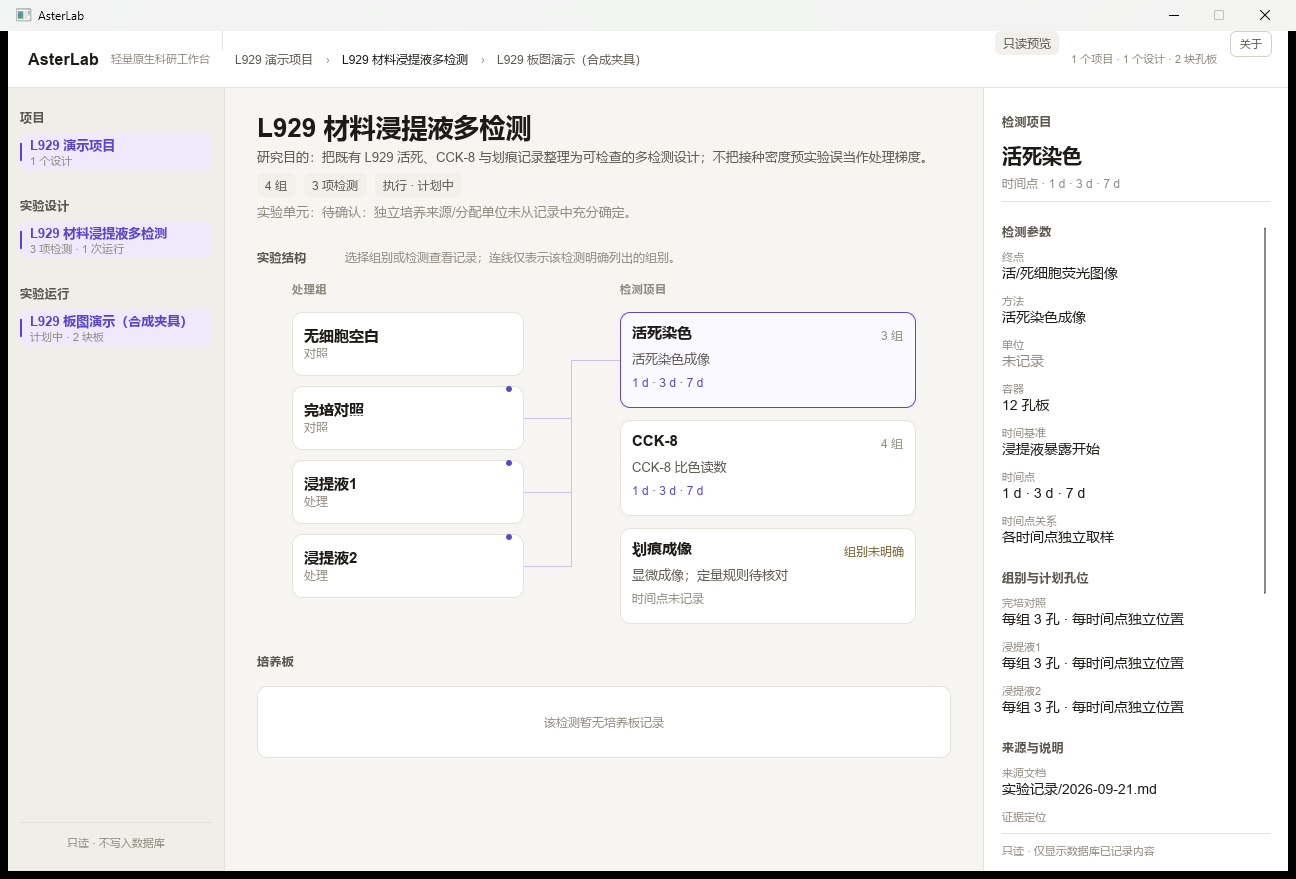 AsterLab
AsterLab 轻量原生科研工作台
L929 演示项目 › L929 材料浸提液多检测 › L929 板图演示（合成夹具）
只读预览
1 个项目 · 1 个设计 · 2 块孔板
关于
项目
L929 演示项目
1 个设计
实验设计
L929 材料浸提液多检测
3 项检测 · 1 次运行
实验运行
L929 板图演示（合成夹具）
计划中 · 2 块板
只读 · 不写入数据库
L929 材料浸提液多检测
研究目的：把既有 L929 活死、CCK-8 与划痕记录整理为可检查的多检测设计；不把接种密度预实验误当作处理梯度。
4 组 3 项检测 执行 · 计划中
实验单元：待确认：独立培养来源/分配单位未从记录中充分确定。
实验结构 选择组别或检测查看记录；连线仅表示该检测明确列出的组别。
处理组
无细胞空白
对照
完培对照
对照
浸提液1
处理
浸提液2
处理
检测项目
活死染色 3 组
活死染色成像
1 d · 3 d · 7 d
CCK-8 4 组
CCK-8 比色读数
1 d · 3 d · 7 d
划痕成像 组别未明确
显微成像；定量规则待核对
时间点未记录
培养板
该检测暂无培养板记录
检测项目
活死染色
时间点 · 1 d · 3 d · 7 d
检测参数
终点
活/死细胞荧光图像
方法
活死染色成像
单位
未记录
容器
12 孔板
时间基准
浸提液暴露开始
时间点
1 d · 3 d · 7 d
时间点关系
各时间点独立取样
组别与计划孔位
完培对照
每组 3 孔 · 每时间点独立位置
浸提液1
每组 3 孔 · 每时间点独立位置
浸提液2
每组 3 孔 · 每时间点独立位置
来源与说明
来源文档
实验记录/2026-09-21.md
证据定位
只读 · 仅显示数据库已记录内容